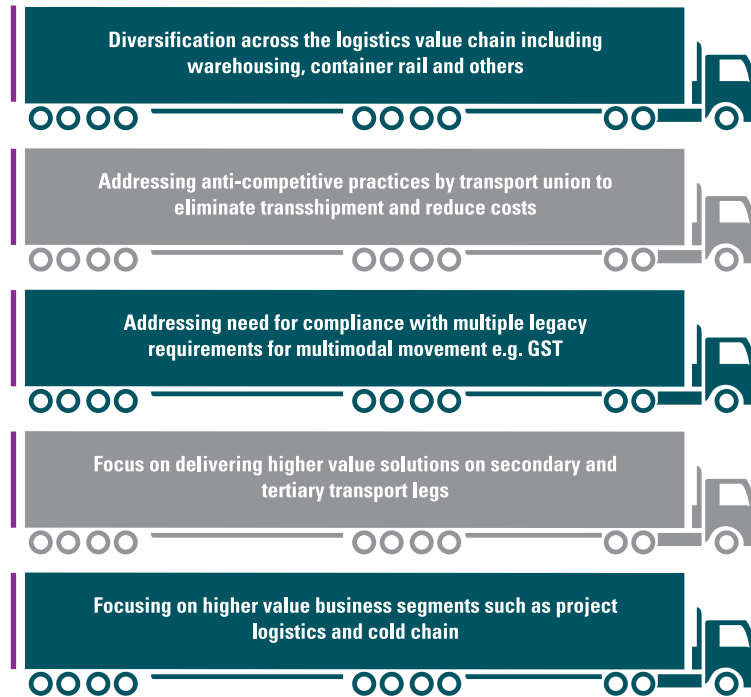 Diversification across the logistics value chain including
warehousing, container rail and others
Addressing anti-competitive practices by transport union to
eliminate transshipment and reduce costs
Addressing need for compliance with multiple legacy
requirements for multimodal movement e.g. GST
Focus on delivering higher value solutions on secondary and
tertiary transport legs
Focusing on higher value business segments such as project
logistics and cold chain